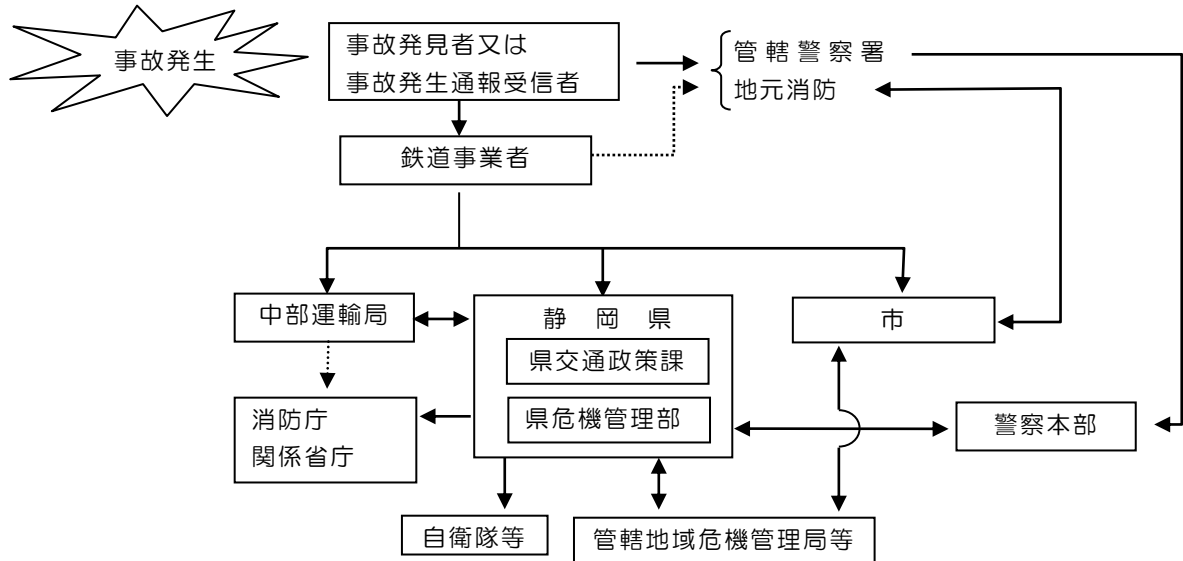 事故発生
事故発見者又は
事故発生通報受信者
管轄警察署
地元消防
鉄道事業者
中部運輸局
静岡県
市
県交通政策課
県危機管理部
消防庁
関係省庁
警察本部
自衛隊等
管轄地域危機管理局等